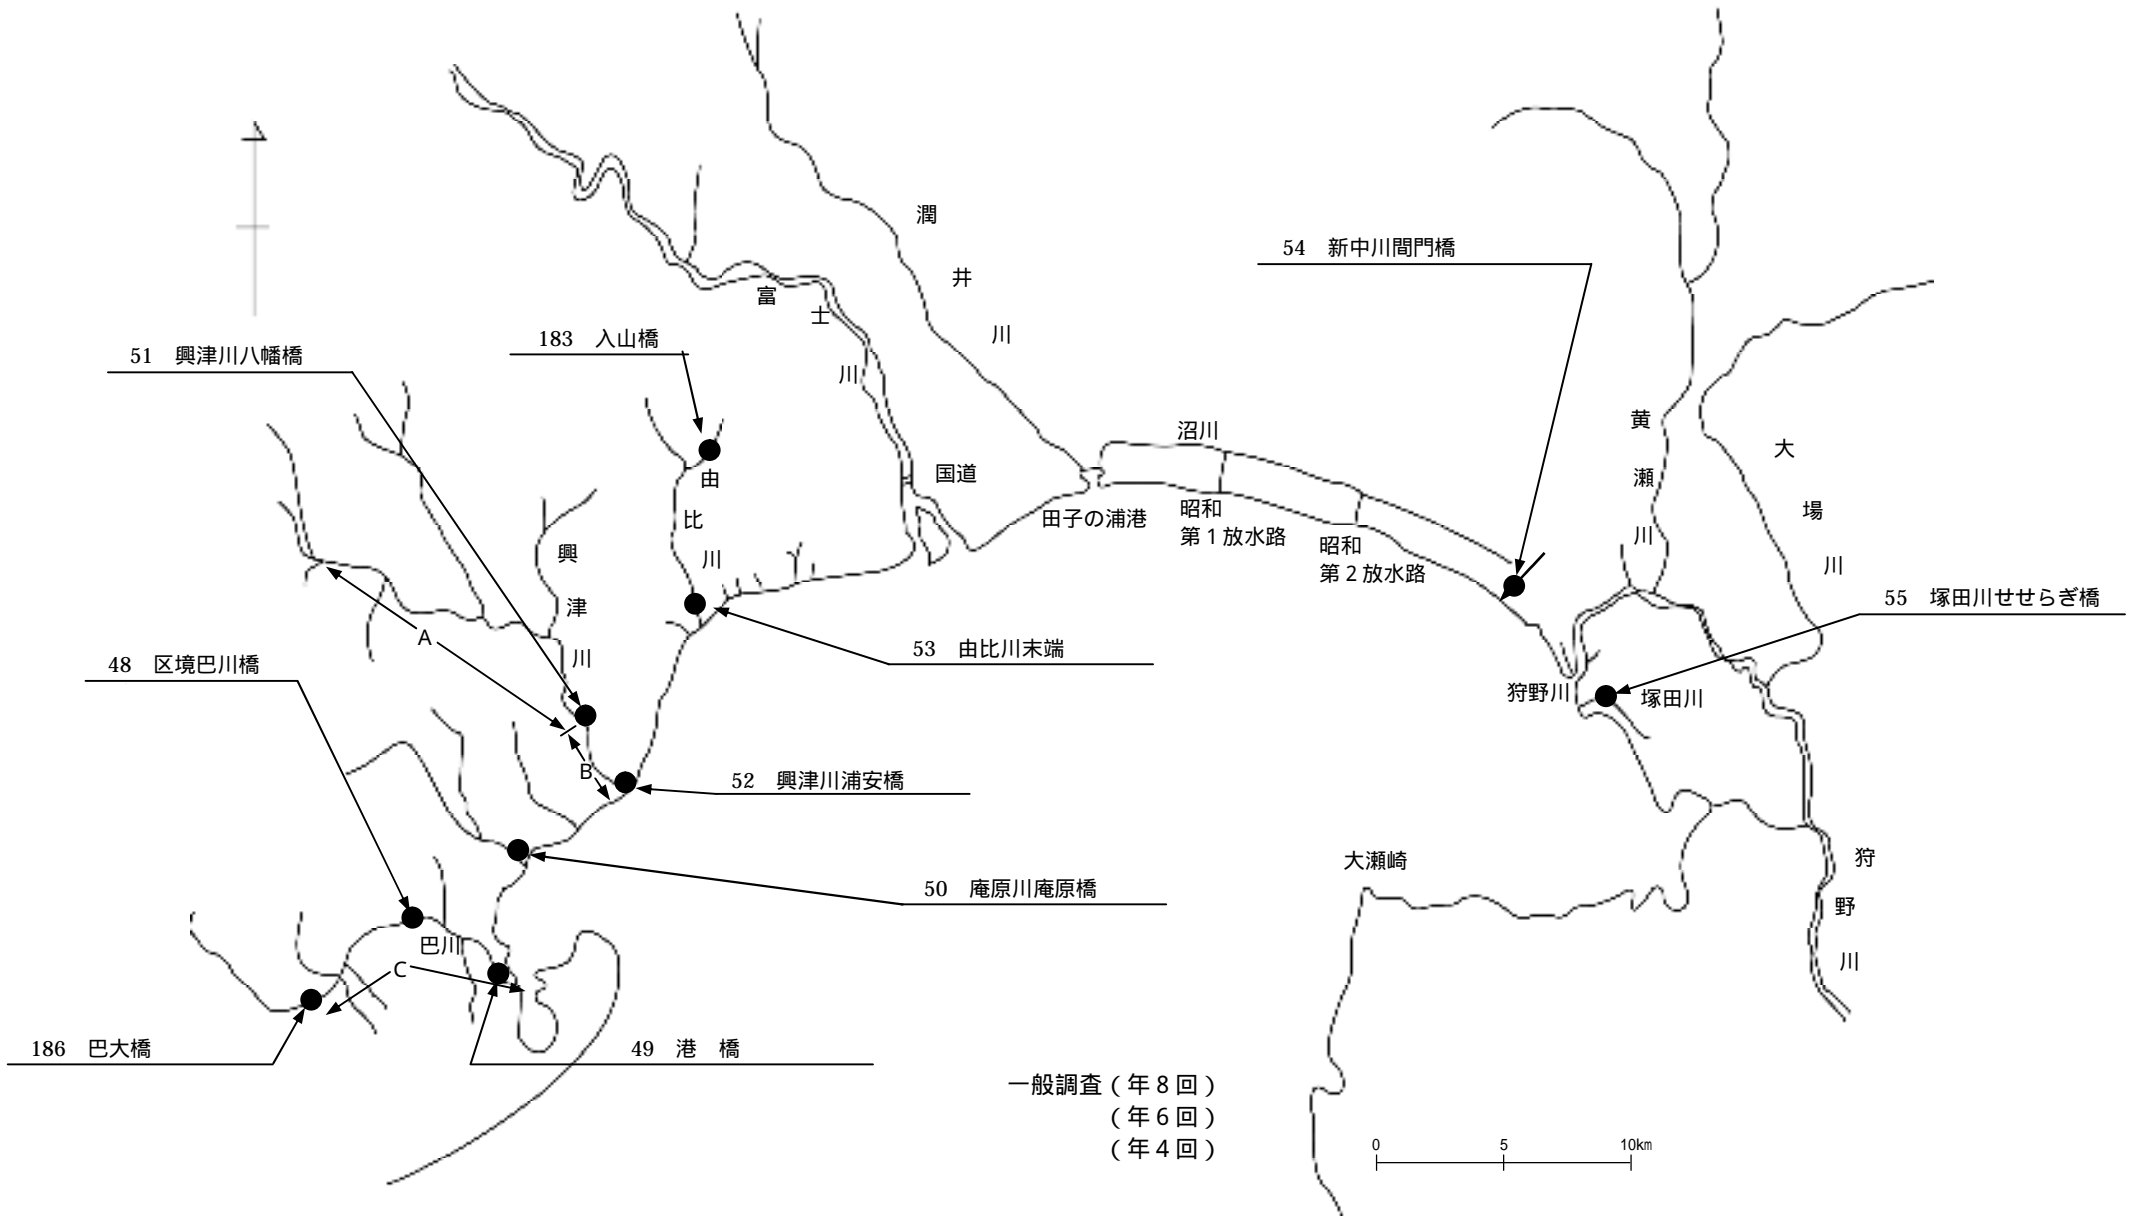 潤井川
54 新中川間門橋
富士川
183 入山橋
51 興津川八幡橋
黄瀬川
大場川
沼川
国道
由比川
田子の浦港
昭和
第1放水路
昭和
第2放水路
興津川
55 塚田川せせらぎ橋
A
53 由比川末端
48 区境巴川橋
狩野川
塚田川
B
52 興津川浦安橋
大瀬崎
狩野川
50 庵原川庵原橋
巴川
C
186 巴大橋
49 港 橋
一般調査(年8回)
(年6回)
(年4回)
0 5 10㎞